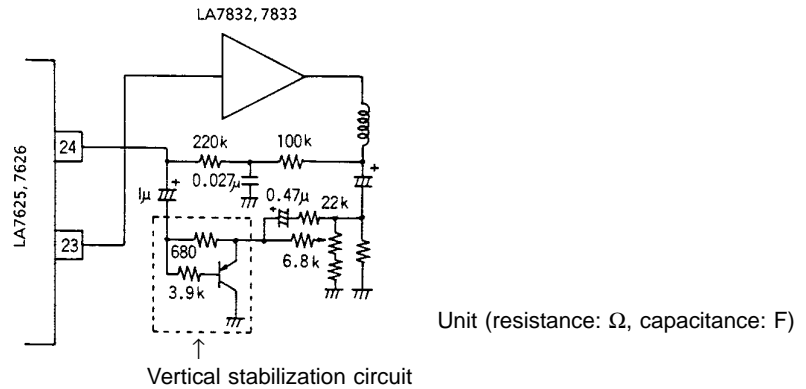 LA7832, 7833
LA7625, 7626
24
23
220k
100k
0.027μ
1μ
0.47μ
22k
680
6.8k
3.9k
Unit (resistance: Ω, capacitance: F)
Vertical stabilization circuit